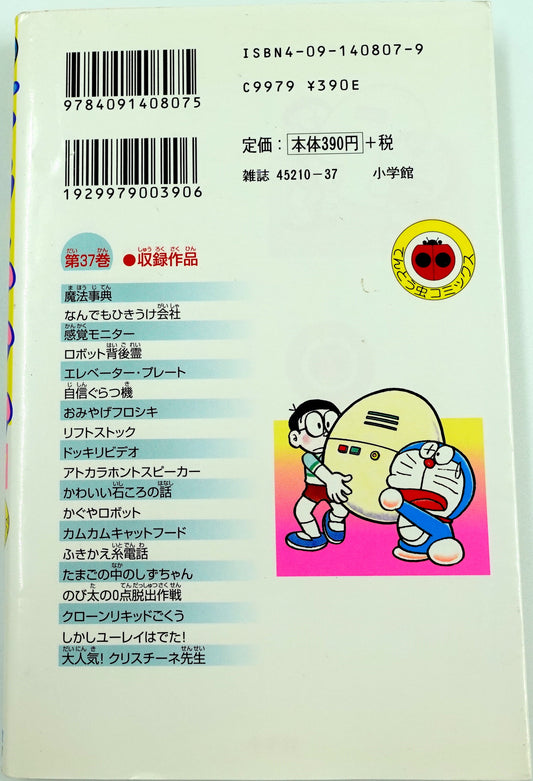 ISBN4-09-140807-9
9784091408075
C9979 ¥390E
定価：本体390円+税
1929979003906
雑誌 45210-37 小学館
てんとう虫コミックス
第37巻 ●収録作品
魔法事典
なんでもひきうけ会社
感覚モニター
ロボット背後霊
エレベーター・プレート
自信ぐらつ機
おみやげフロシキ
リフトストック
ドッキリビデオ
アトカラホントスピーカー
かわいい石ころの話
かぐやロボット
カムカムキャットフード
ふきかえ糸電話
たまごの中のしずちゃん
のび太の0点脱出作戦
クローンリキッドごくう
しかしユーレイはでた！
大人気！クリスチーネ先生